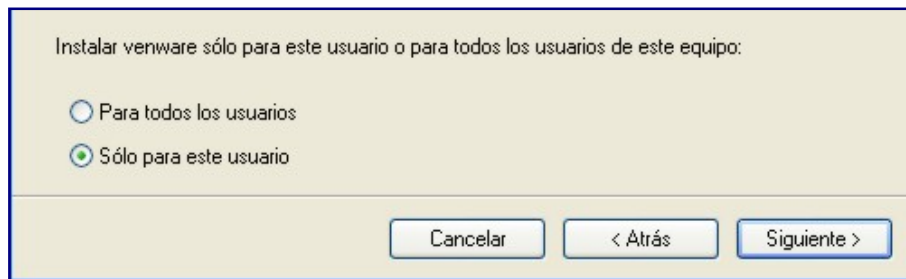 Instalar venware sólo para este usuario o para todos los usuarios de este equipo:
Para todos los usuarios
Sólo para este usuario
Cancelar
< Atrás
Siguiente >